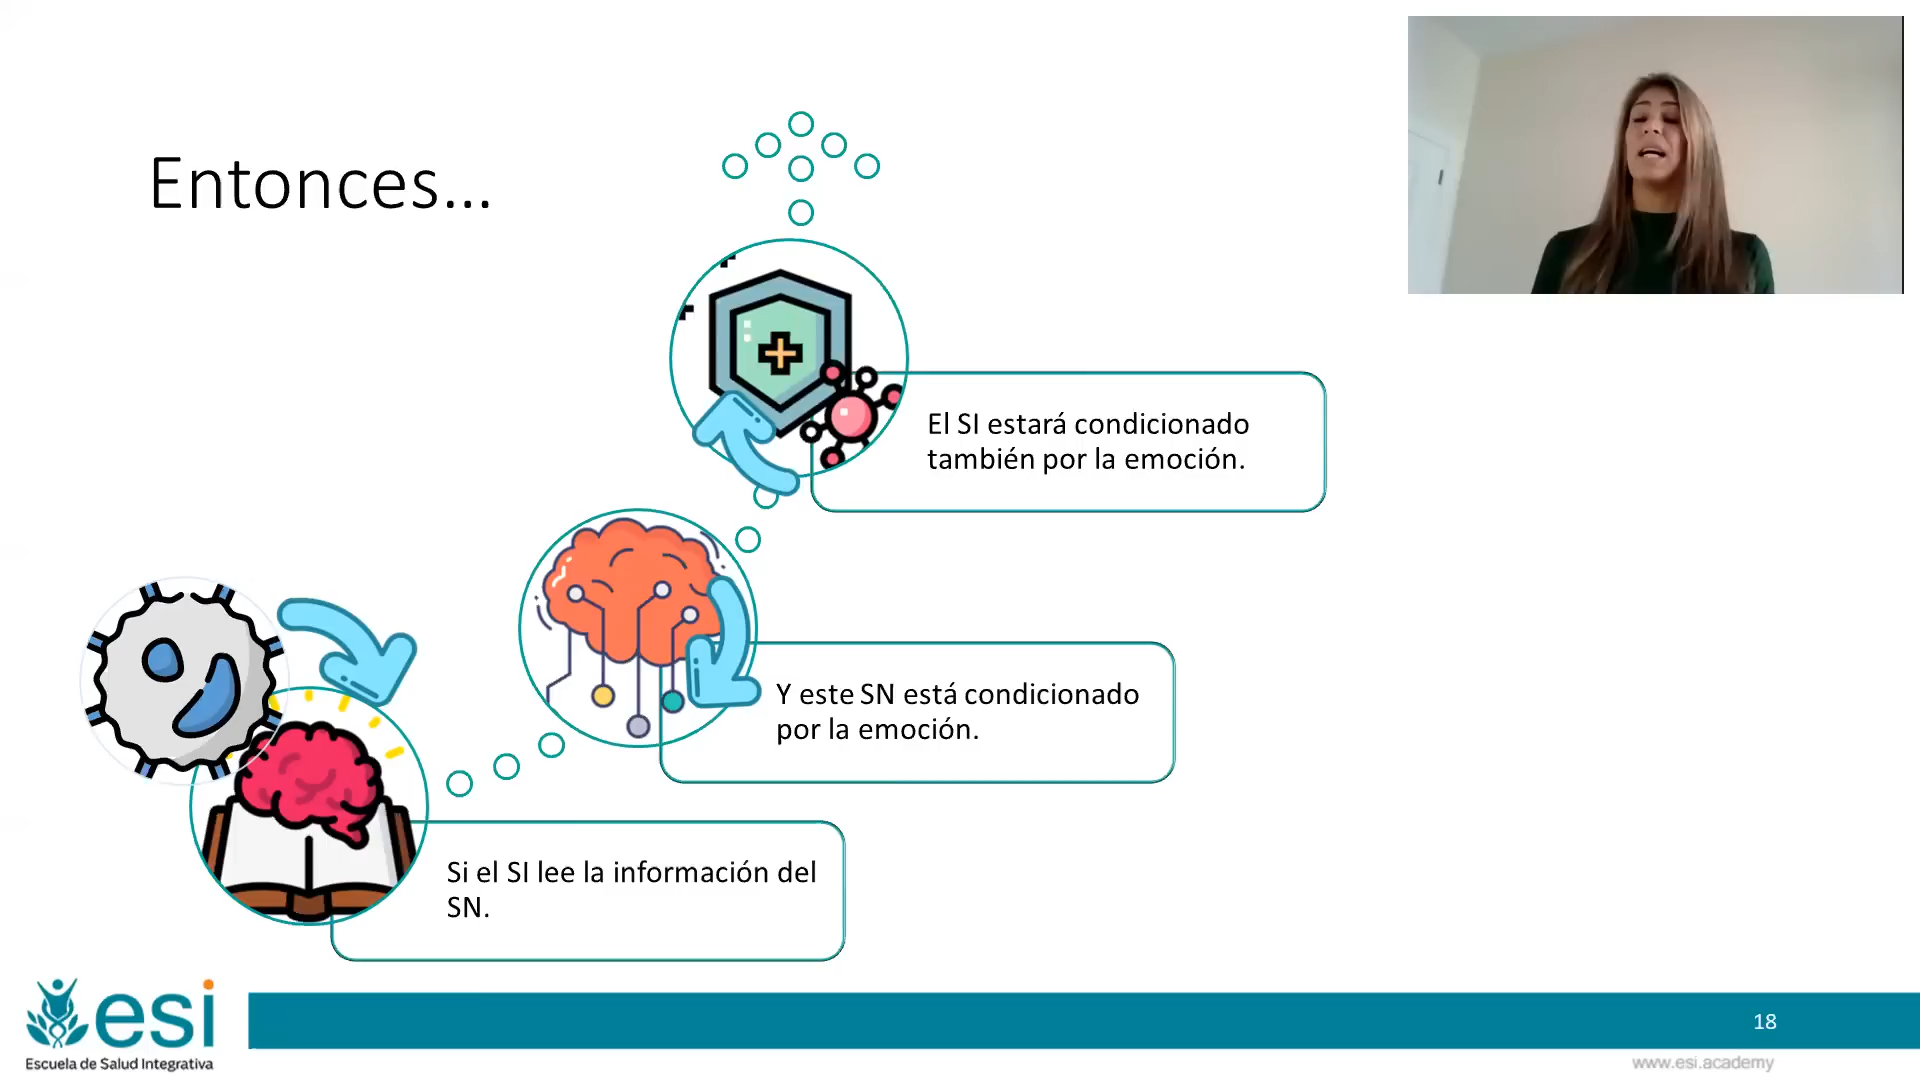 Entonces...
El SI estará condicionado
también por la emoción.
Y este SN está condicionado
por la emoción.
Si el SI lee la información del
SN.
esi
Escuela de Salud Integrativa
18
www.esi.academy